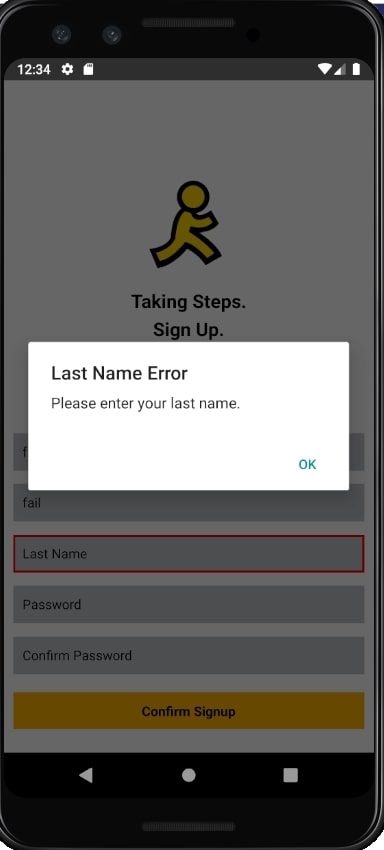 12:34
Taking Steps.
Sign Up.
Last Name Error
Please enter your last name.
OK
fail
Last Name
Password
Confirm Password
Confirm Signup